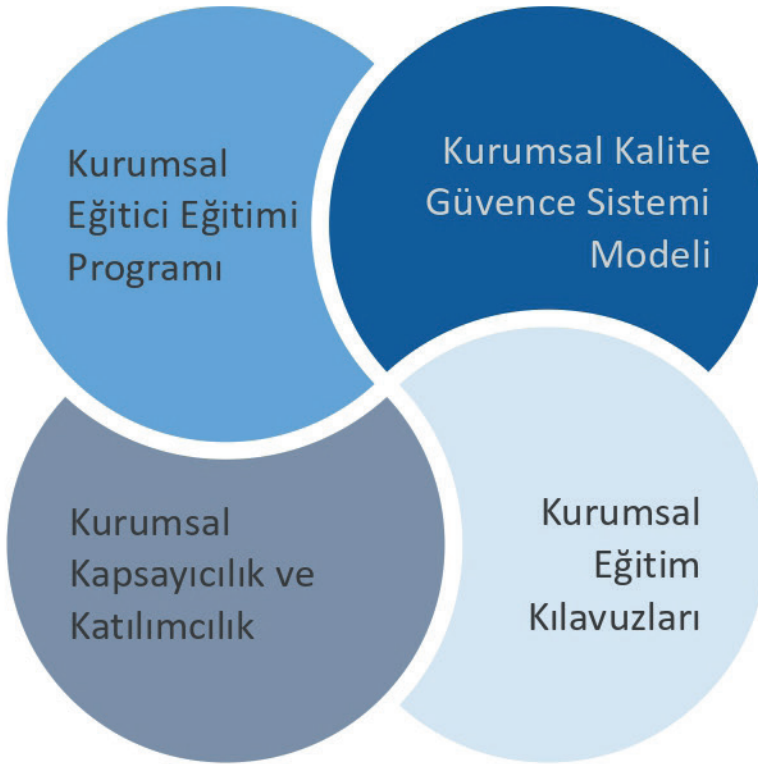 Kurumsal
Eğitici Eğitimi
Programı
Kurumsal Kalite
Güvence Sistemi
Modeli
Kurumsal
Kapsayıcılık ve
Katılımcılık
Kurumsal
Eğitim
Kılavuzları